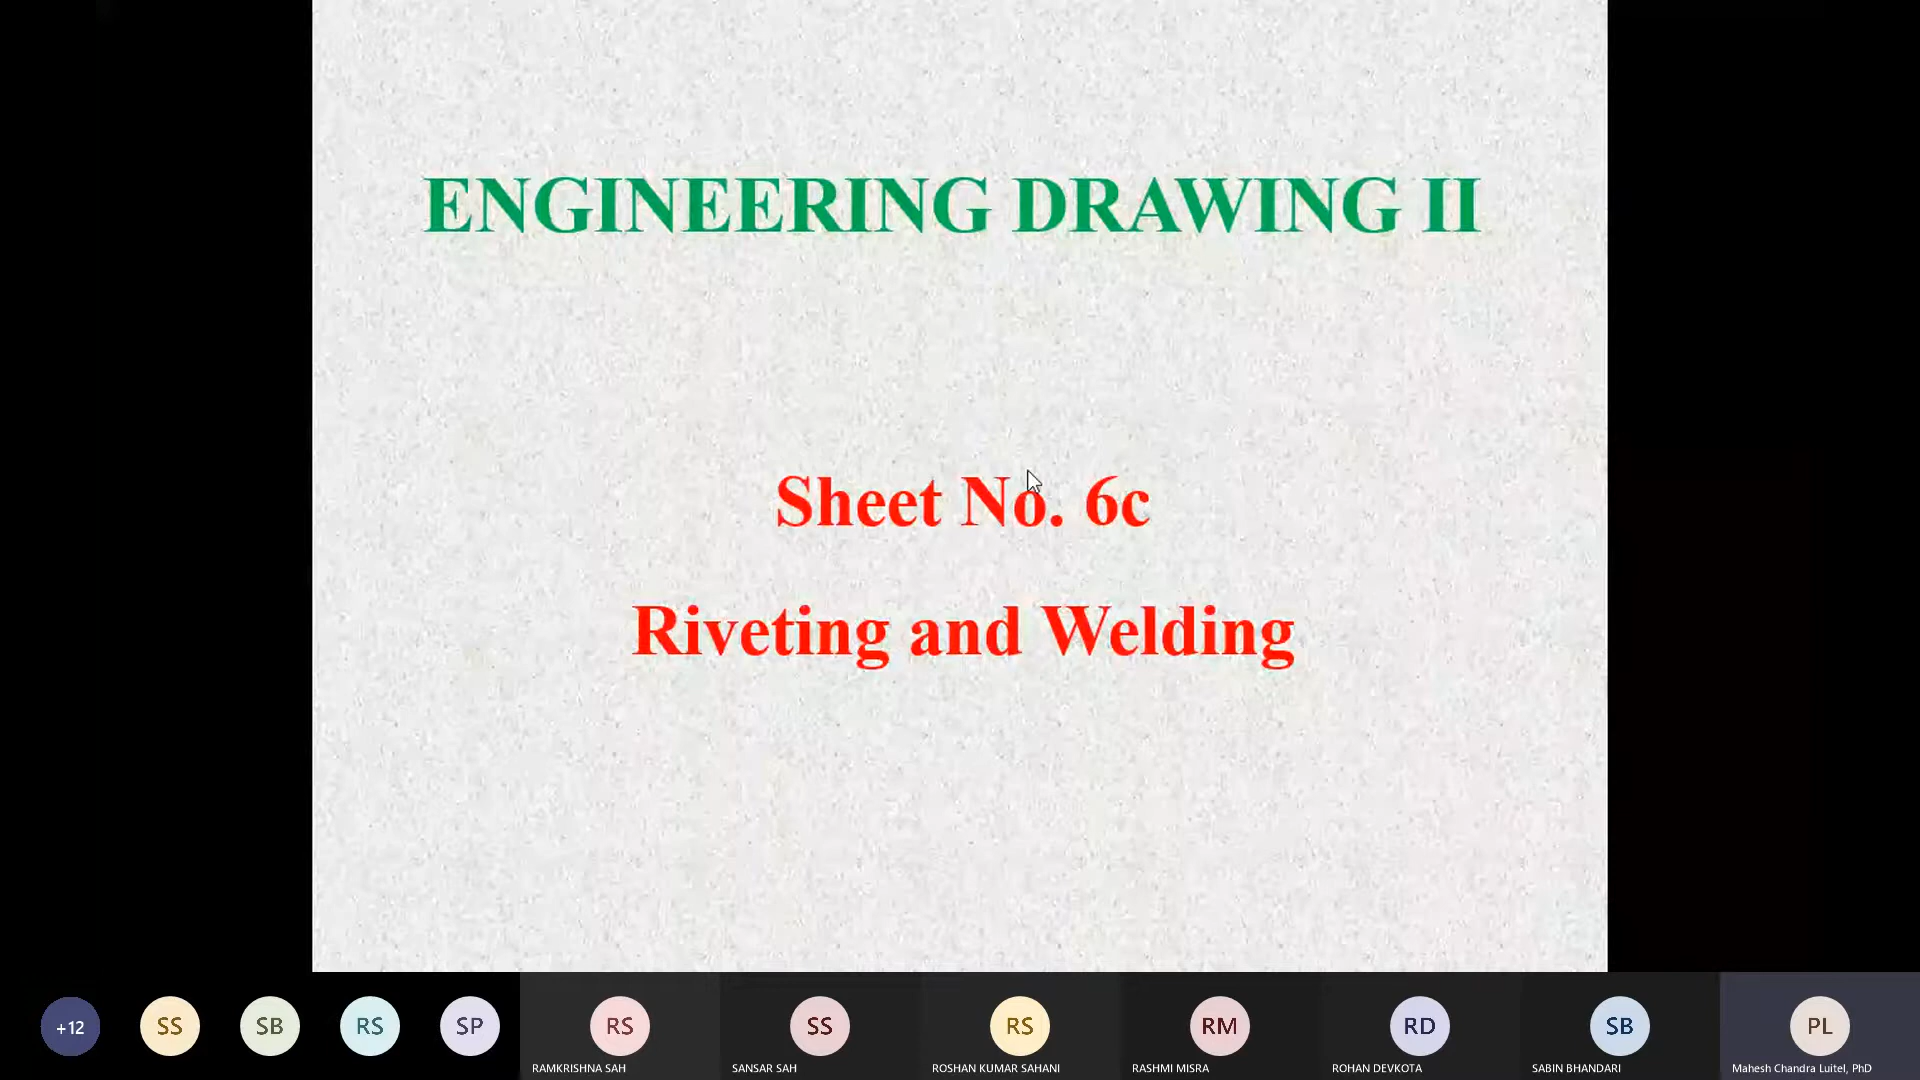 ENGINEERING DRAWING II
Sheet No. 6c
Riveting and Welding
+12
SS
SB
RS
SP
RS
SS
RS
RM
RD
SB
PL
RAMKRISHNA SAH
SANSAR SAH
ROSHAN KUMAR SAHANI
RASHMI MISRA
ROHAN DEVKOTA
SABIN BHANDARI
Mahesh Chandra Luitel, PhD